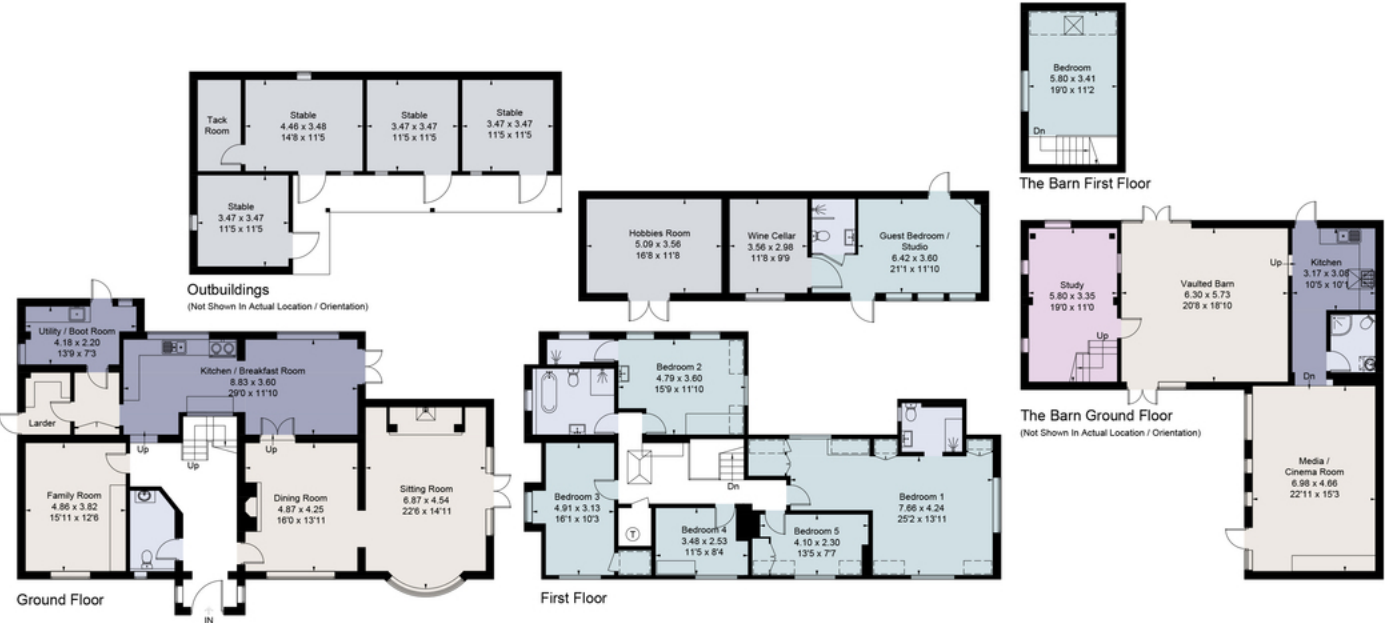 Tack
Room
Stable
4.46 x 3.48
14'8 x 11'5
Stable
3.47 x 3.47
11'5 x 11'5
Stable
3.47 x 3.47
11'5 x 11'5
Stable
3.47 x 3.47
11'5 x 11'5
Outbuildings
(Not Shown In Actual Location / Orientation)
Hobbies Room
5.09 x 3.56
16'8 x 11'8
Wine Cellar
3.56 x 2.98
11'8 x 9'9
Guest Bedroom /
Studio
6.42 x 3.60
21'1 x 11'10
Bedroom
5.80 x 3.41
19'0 x 11'2
Dn
The Barn First Floor
Study
5.80 x 3.35
19'0 x 11'0
Up
Vaulted Barn
6.30 x 5.73
20'8 x 18'10
Up
Kitchen
3.17 x 3.08
10'5 x 10'1
Dn
Media /
Cinema Room
6.98 x 4.66
22'11 x 15'3
The Barn Ground Floor
(Not Shown In Actual Location / Orientation)
Utility / Boot Room
4.18 x 2.20
13'9 x 7'3
Kitchen / Breakfast Room
8.83 x 3.60
29'0 x 11'10
Larder
Up
Up
Up
Family Room
4.86 x 3.82
15'11 x 12'6
Dining Room
4.87 x 4.25
16'0 x 13'11
Sitting Room
6.87 x 4.54
22'6 x 14'11
IN
Ground Floor
Bedroom 2
4.79 x 3.60
15'9 x 11'10
Bedroom 3
4.91 x 3.13
16'1 x 10'3
T
Dn
Bedroom 4
3.48 x 2.53
11'5 x 8'4
Bedroom 5
4.10 x 2.30
13'5 x 7'7
Bedroom 1
7.66 x 4.24
25'2 x 13'11
First Floor